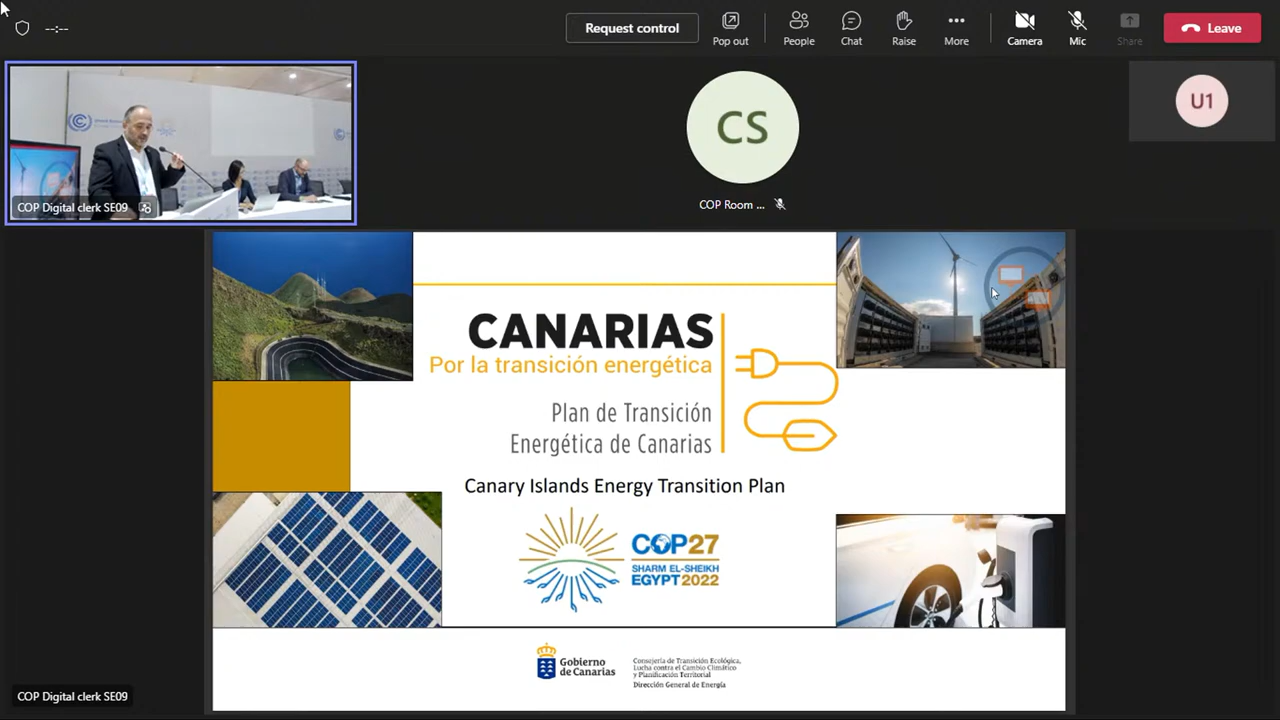 --:--
Request control
Pop out
People
Chat
Raise
More
Camera
Mic
Share
Leave
COP Digital clerk SE09
CS
COP Room ...
U1
CANARIAS
Por la transición energética
Plan de Transición
Energética de Canarias
Canary Islands Energy Transition Plan
COP27
SHARM EL-SHEIKH
EGYPT2022
Gobierno
de Canarias
Consejería de Transición Ecológica,
Lucha contra el Cambio Climático
y Planificación Territorial
Dirección General de Energía
COP Digital clerk SE09